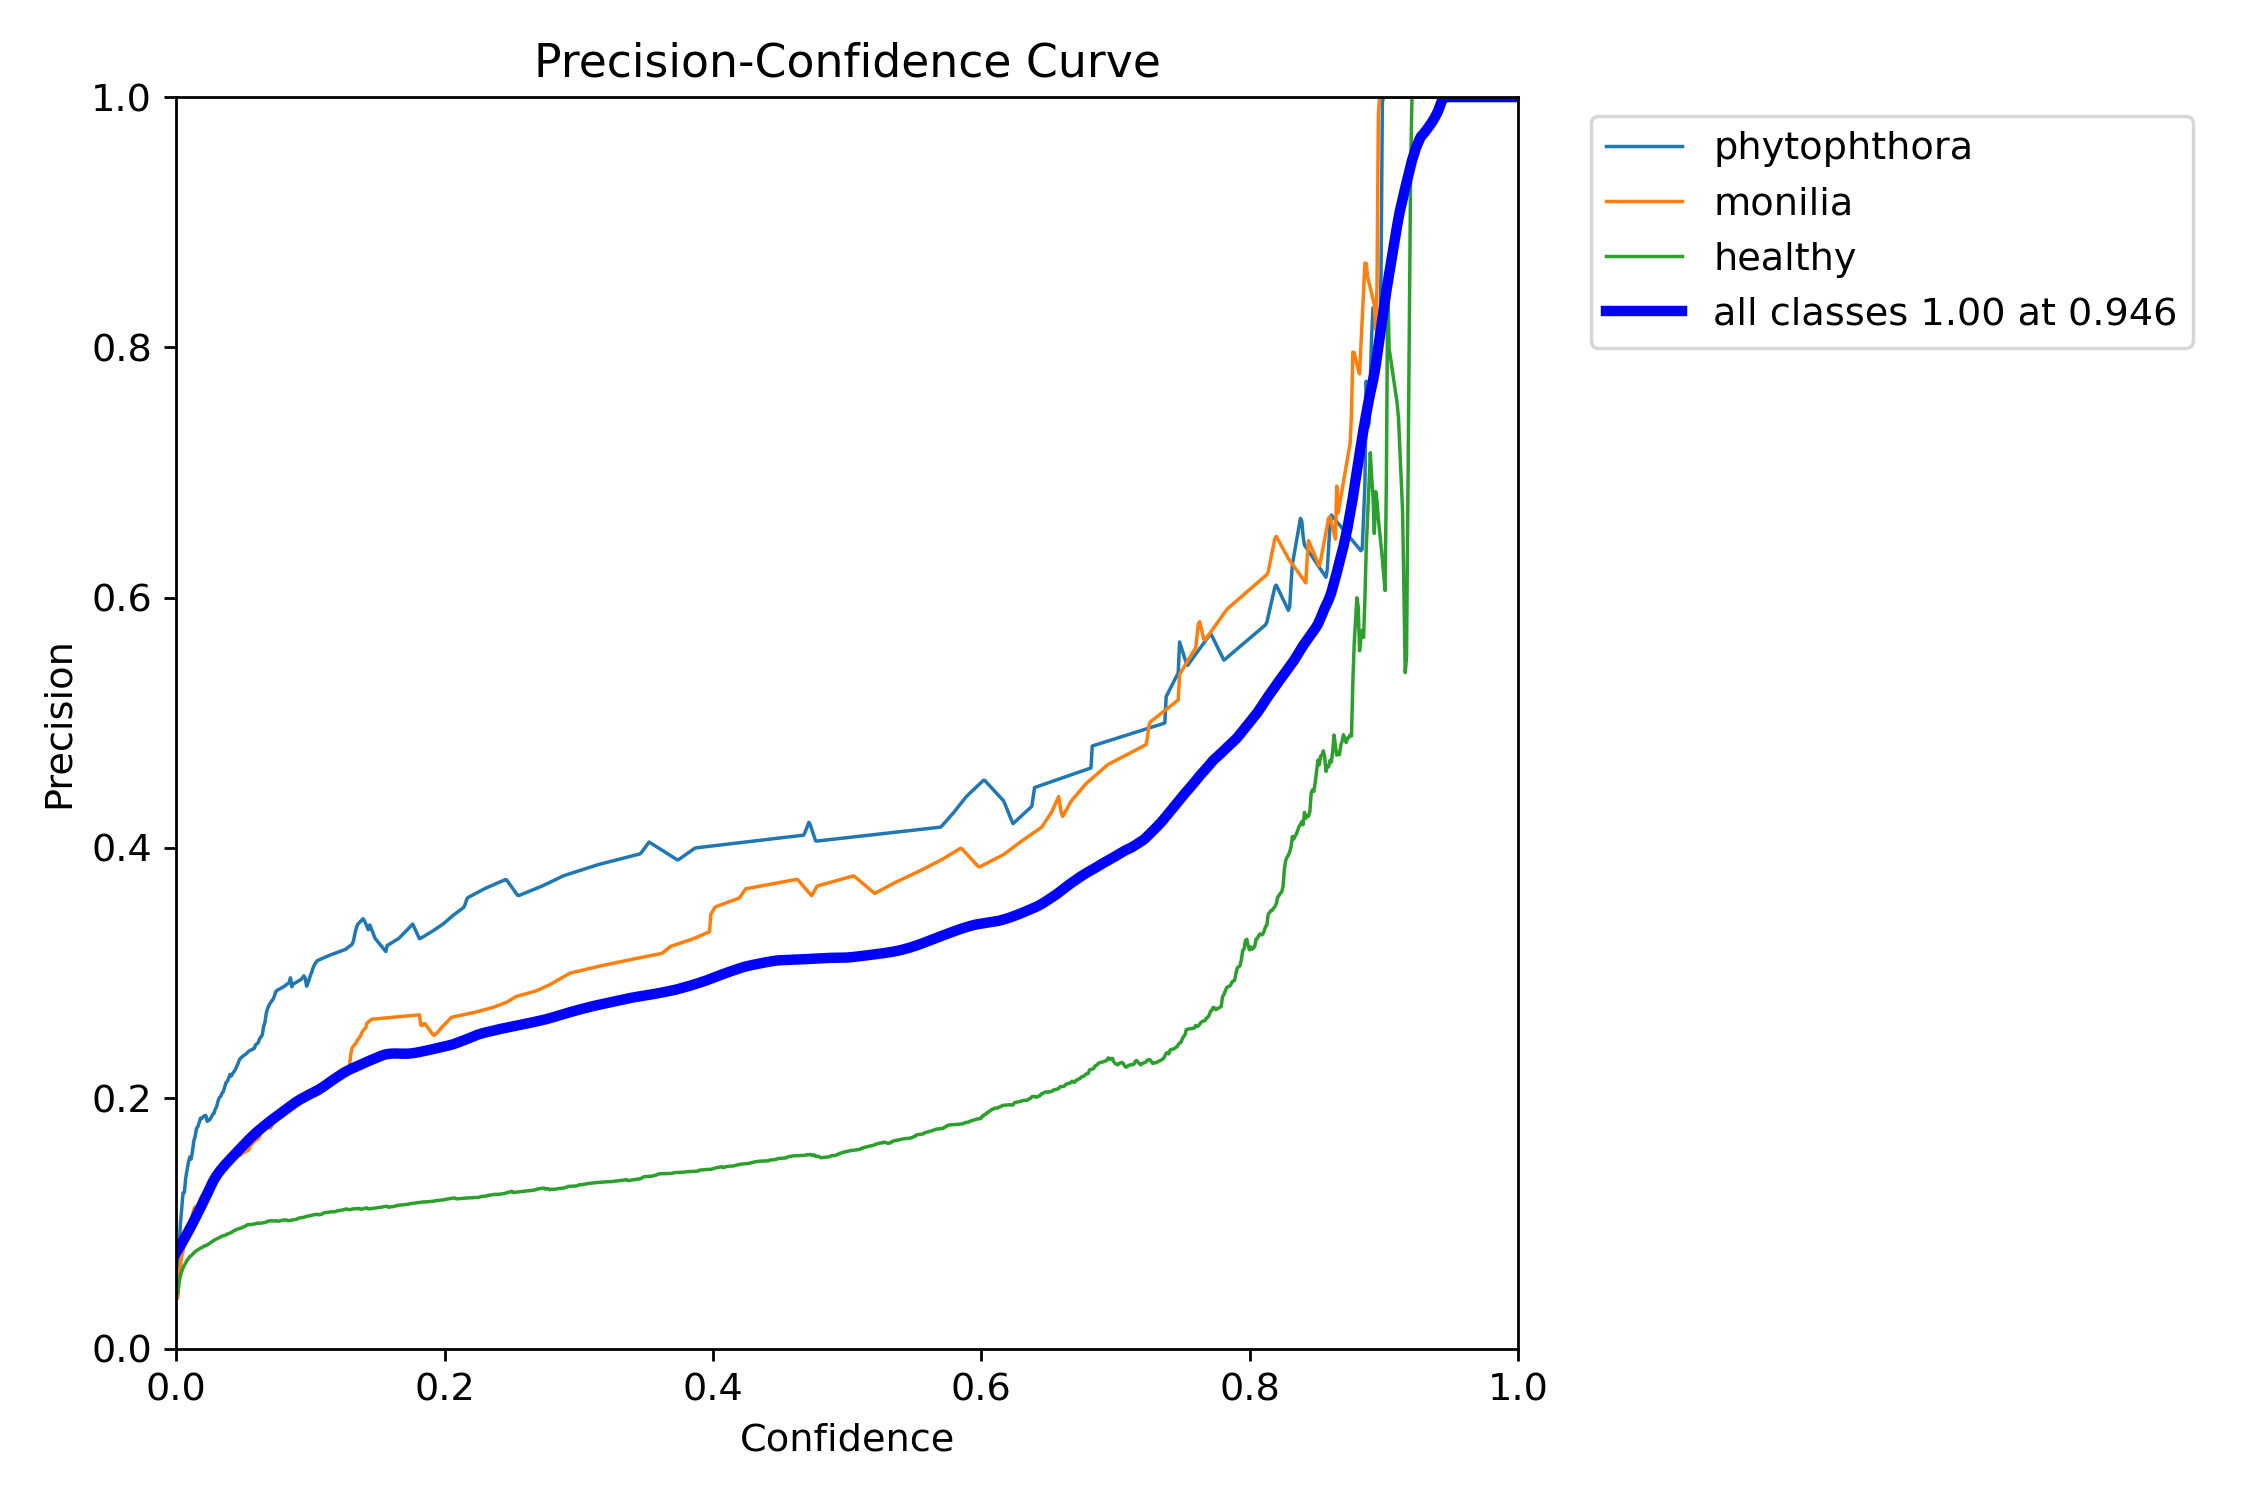 Precision-Confidence Curve
1.0
0.8
0.6
0.4
0.2
0.0
Precision
0.0 0.2 0.4 0.6 0.8 1.0
Confidence
phytophthora
monilia
healthy
all classes 1.00 at 0.946